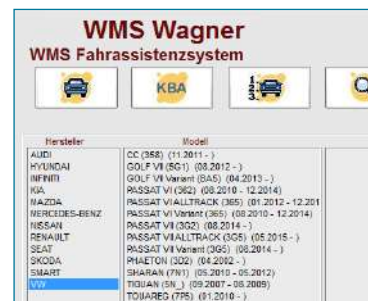 WMS Wagner
WMS Fahrassistenzsystem
KBA
1
2
3
Hersteller Modell
AUDI CC (358) (11.2011 - )
HYUNDAI GOLF VII (5G1) (08.2012 - )
INFINITI GOLF VII Variant (BA5) (04.2013 - )
KIA PASSAT VI (362) (08.2010 - 12.2014)
MAZDA PASSAT VI ALLTRACK (365) (01.2012 - 12.201
MERCEDES-BENZ PASSAT VI Variant (365) (08.2010 - 12.2014)
NISSAN PASSAT VII (3G2) (08.2014 - )
RENAULT PASSAT VII ALLTRACK (3G5) (05.2015 - )
SEAT PASSAT VII Variant (3G5) (08.2014 - )
SKODA PHAETON (3D2) (04.2002 - )
SMART SHARAN (7N1) (05.2010 - 05.2012)
VW TIGUAN (5N_) (09.2007 - 08.2009)
TOUAREG (7P5) (01.2010 - )